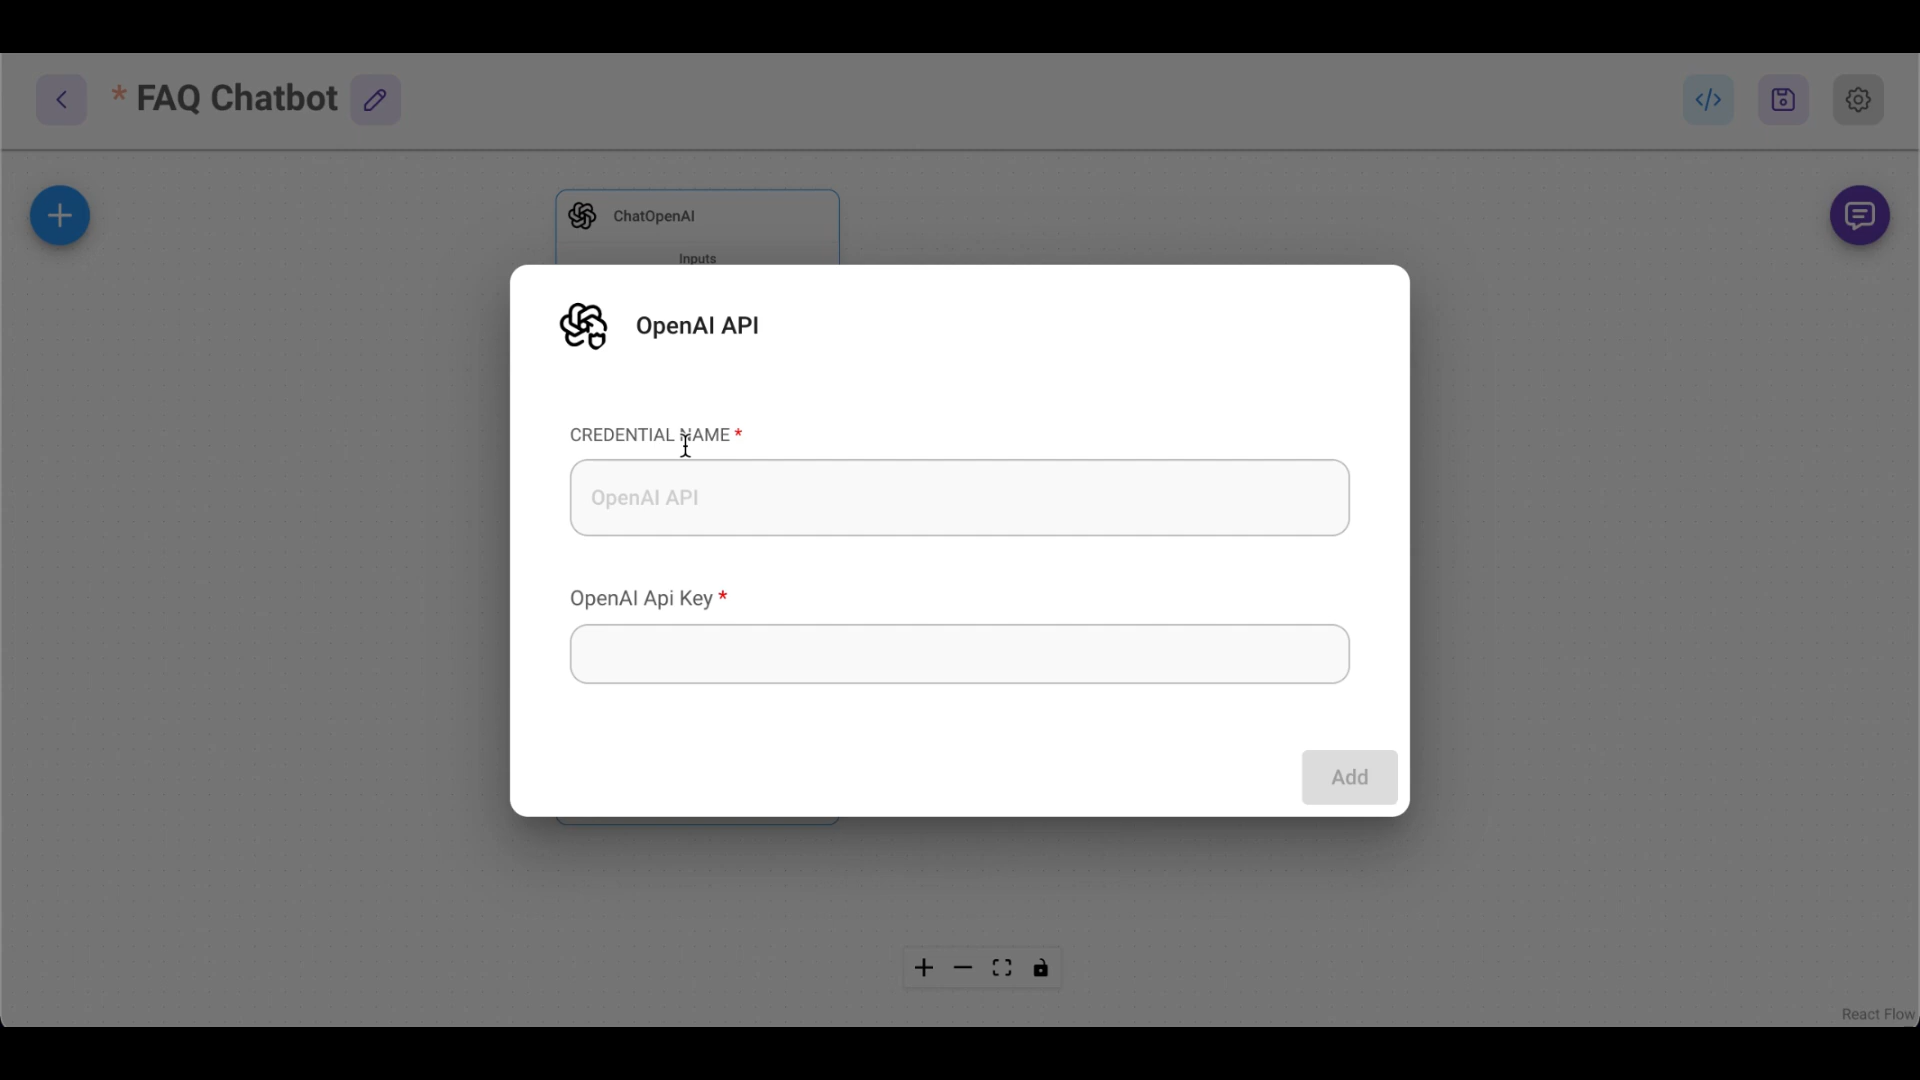 * FAQ Chatbot
ChatOpenAI
Inputs
OpenAI API
CREDENTIAL NAME *
OpenAI API
OpenAI Api Key *
Add
React Flow